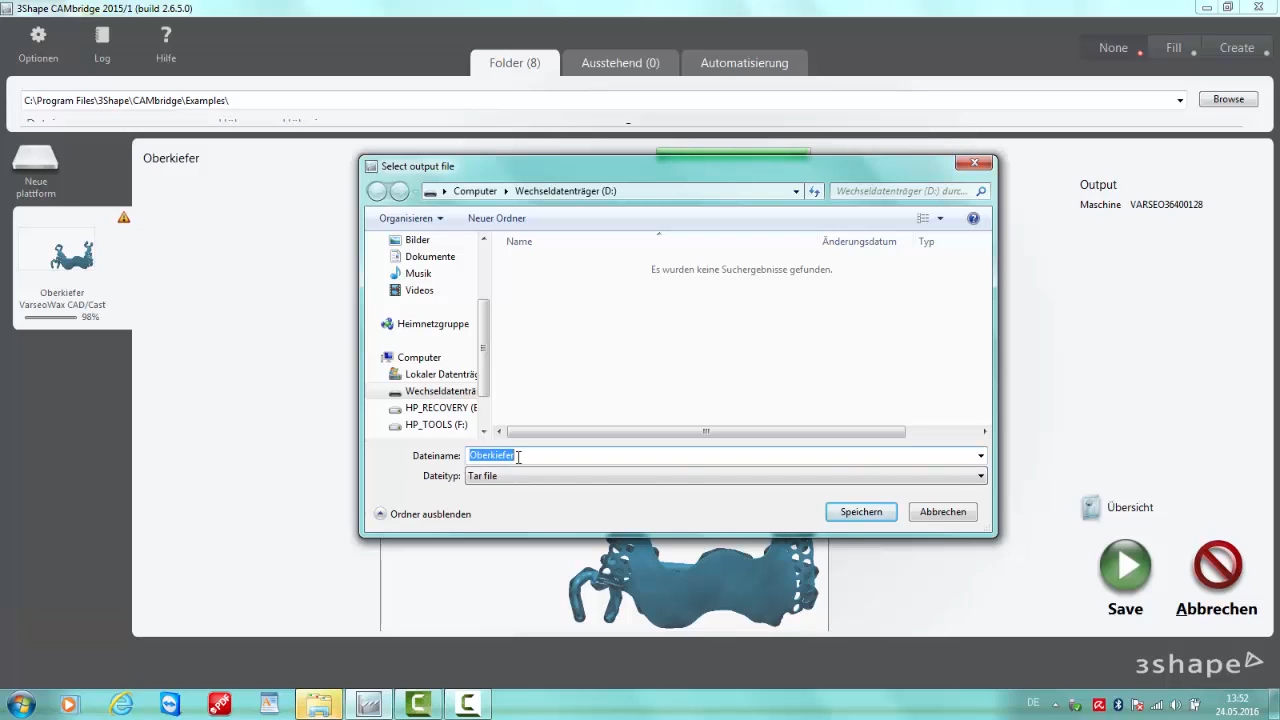 3Shape CAMbridge 2015/1 (build 2.6.5.0)
Optionen
Log
Hilfe
Folder (8)
Ausstehend (0)
Automatisierung
None
Fill
Create
C:\Program Files\3Shape\CAMbridge\Examples\
Browse
Neue
plattform
Oberkiefer
VarseoWax CAD/Cast
98%
Oberkiefer
Select output file
Computer
Wechseldatenträger (D:)
Wechseldatenträger (D:) durc...
Organisieren
Neuer Ordner
Bilder
Dokumente
Musik
Videos
Heimnetzgruppe
Computer
Lokaler Datenträg
Wechseldatenträ
HP_RECOVERY (E
HP_TOOLS (F:)
Name
Änderungsdatum
Typ
Es wurden keine Suchergebnisse gefunden.
Dateiname:
Oberkiefer
Dateityp:
Tar file
Ordner ausblenden
Speichern
Abbrechen
Output
Maschine VARSEO36400128
Übersicht
Save
Abbrechen
3shape
DE
13:52
24.05.2016